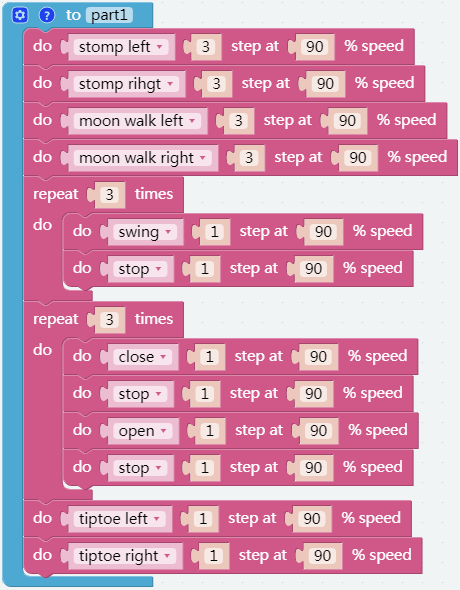 ? to part1
do stomp left 3 step at 90 % speed
do stomp rihgt 3 step at 90 % speed
do moon walk left 3 step at 90 % speed
do moon walk right 3 step at 90 % speed
repeat 3 times
do do swing 1 step at 90 % speed
do stop 1 step at 90 % speed
repeat 3 times
do do close 1 step at 90 % speed
do stop 1 step at 90 % speed
do open 1 step at 90 % speed
do stop 1 step at 90 % speed
do tiptoe left 1 step at 90 % speed
do tiptoe right 1 step at 90 % speed